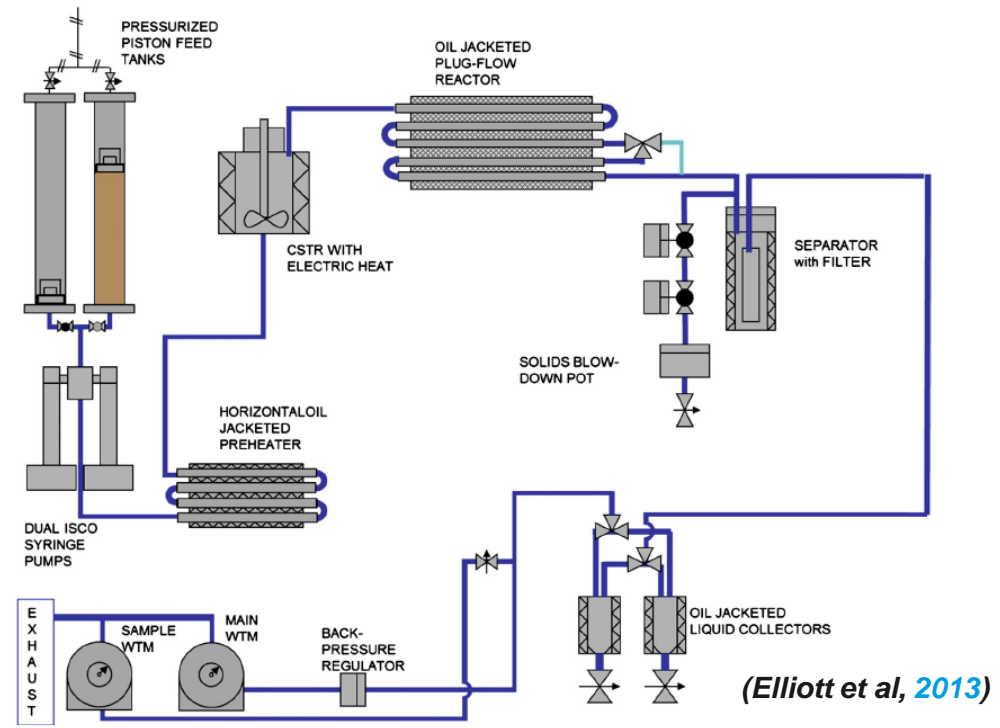 PRESSURIZED
PISTON FEED
TANKS
OIL JACKETED
PLUG-FLOW
REACTOR
CSTR WITH
ELECTRIC HEAT
SEPARATOR
with FILTER
SOLIDS BLOW-
DOWN POT
HORIZONTALOIL
JACKETED
PREHEATER
DUAL ISCO
SYRINGE
PUMPS
EXHAUST
SAMPLE
WTM
MAIN
WTM
BACK-
PRESSURE
REGULATOR
OIL JACKETED
LIQUID COLLECTORS
(Elliott et al, 2013)